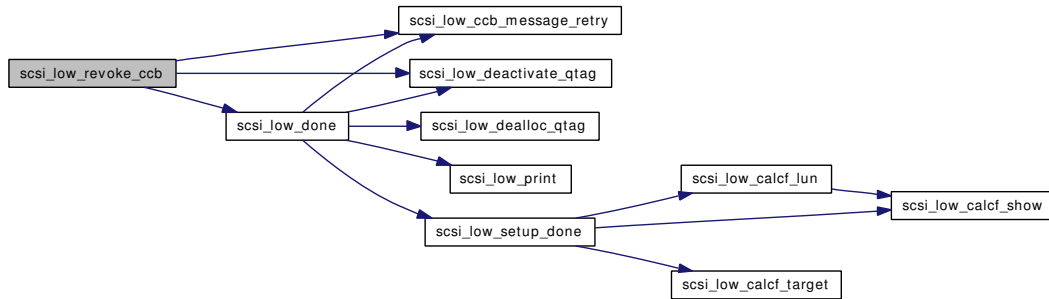 scsi_low_ccb_message_retry
scsi_low_revoke_ccb
scsi_low_deactivate_qtag
scsi_low_done
scsi_low_dealloc_qtag
scsi_low_print
scsi_low_calcf_lun
scsi_low_calcf_show
scsi_low_setup_done
scsi_low_calcf_target